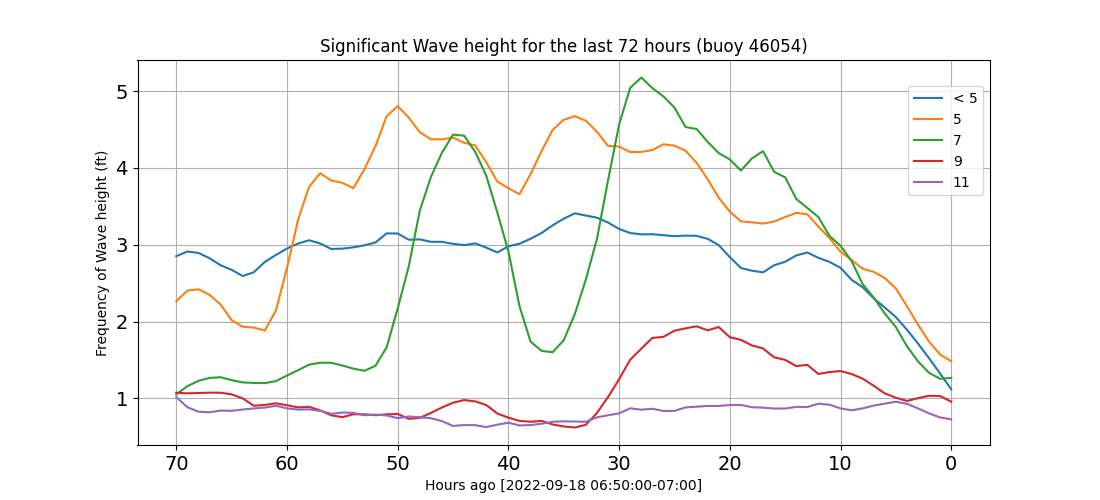 Significant Wave height for the last 72 hours (buoy 46054)
Frequency of Wave height (ft)
5
4
3
2
1
< 5
5
7
9
11
70 60 50 40 30 20 10 0
Hours ago [2022-09-18 06:50:00-07:00]